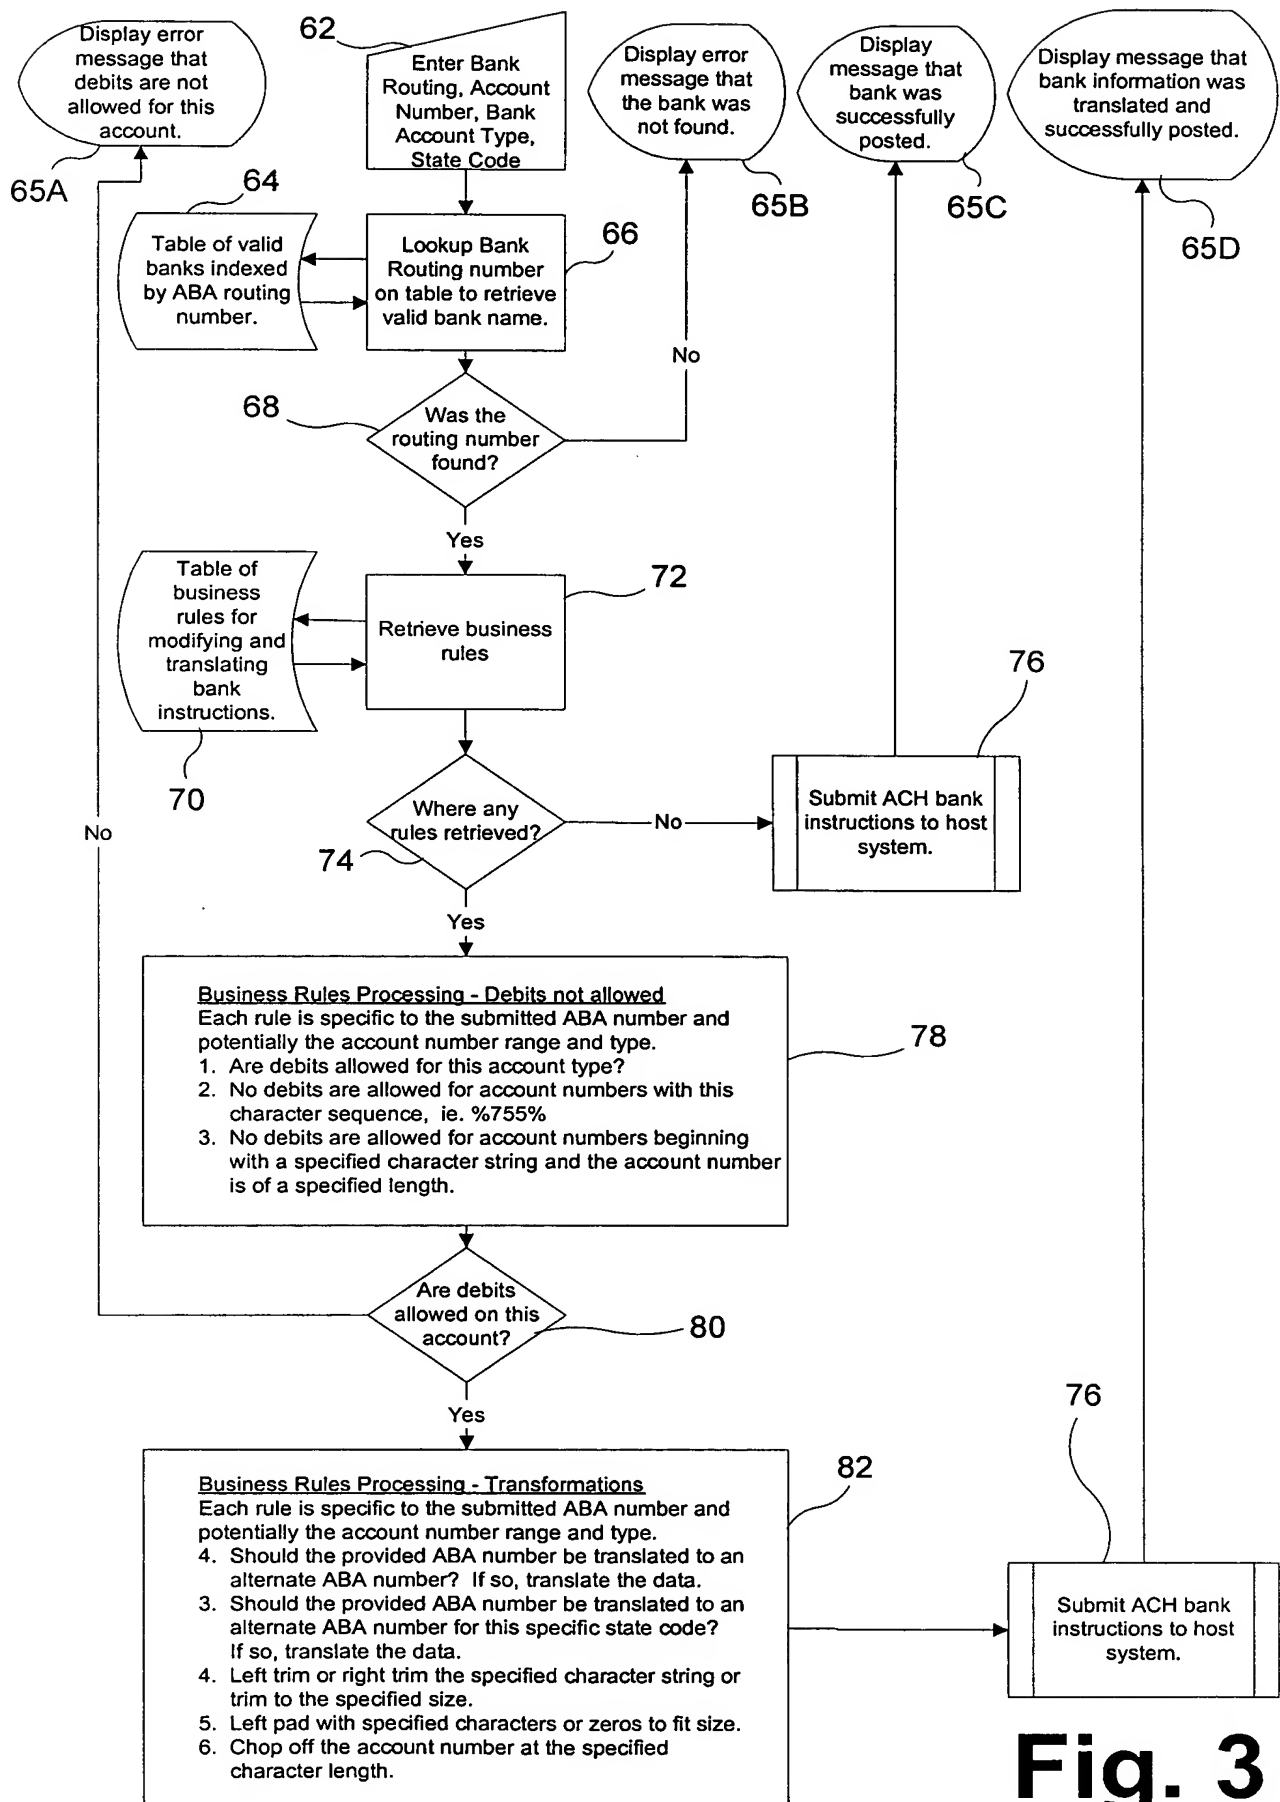 Display error
message that
debits are not
allowed for this
account.
65A
62
Enter Bank
Routing, Account
Number, Bank
Account Type,
State Code
Display error
message that
the bank was
not found.
65B
Display
message that
bank was
successfully
posted.
65C
Display message that
bank information was
translated and
successfully posted.
65D
64
Table of valid
banks indexed
by ABA routing
number.
66
Lookup Bank
Routing number
on table to retrieve
valid bank name.
No
68
Was the
routing number
found?
Yes
Table of
business
rules for
modifying and
translating
bank
instructions.
70
72
Retrieve business
rules
76
Where any
rules retrieved?
74
No
Submit ACH bank
instructions to host
system.
No
Yes
Business Rules Processing - Debits not allowed
Each rule is specific to the submitted ABA number and
potentially the account number range and type.
1. Are debits allowed for this account type?
2. No debits are allowed for account numbers with this
character sequence, ie. %755%
3. No debits are allowed for account numbers beginning
with a specified character string and the account number
is of a specified length.
78
Are debits
allowed on this
account?
80
Yes
76
Business Rules Processing - Transformations
Each rule is specific to the submitted ABA number and
potentially the account number range and type.
4. Should the provided ABA number be translated to an
alternate ABA number? If so, translate the data.
3. Should the provided ABA number be translated to an
alternate ABA number for this specific state code?
If so, translate the data.
4. Left trim or right trim the specified character string or
trim to the specified size.
5. Left pad with specified characters or zeros to fit size.
6. Chop off the account number at the specified
character length.
82
Submit ACH bank
instructions to host
system.
Fig. 3